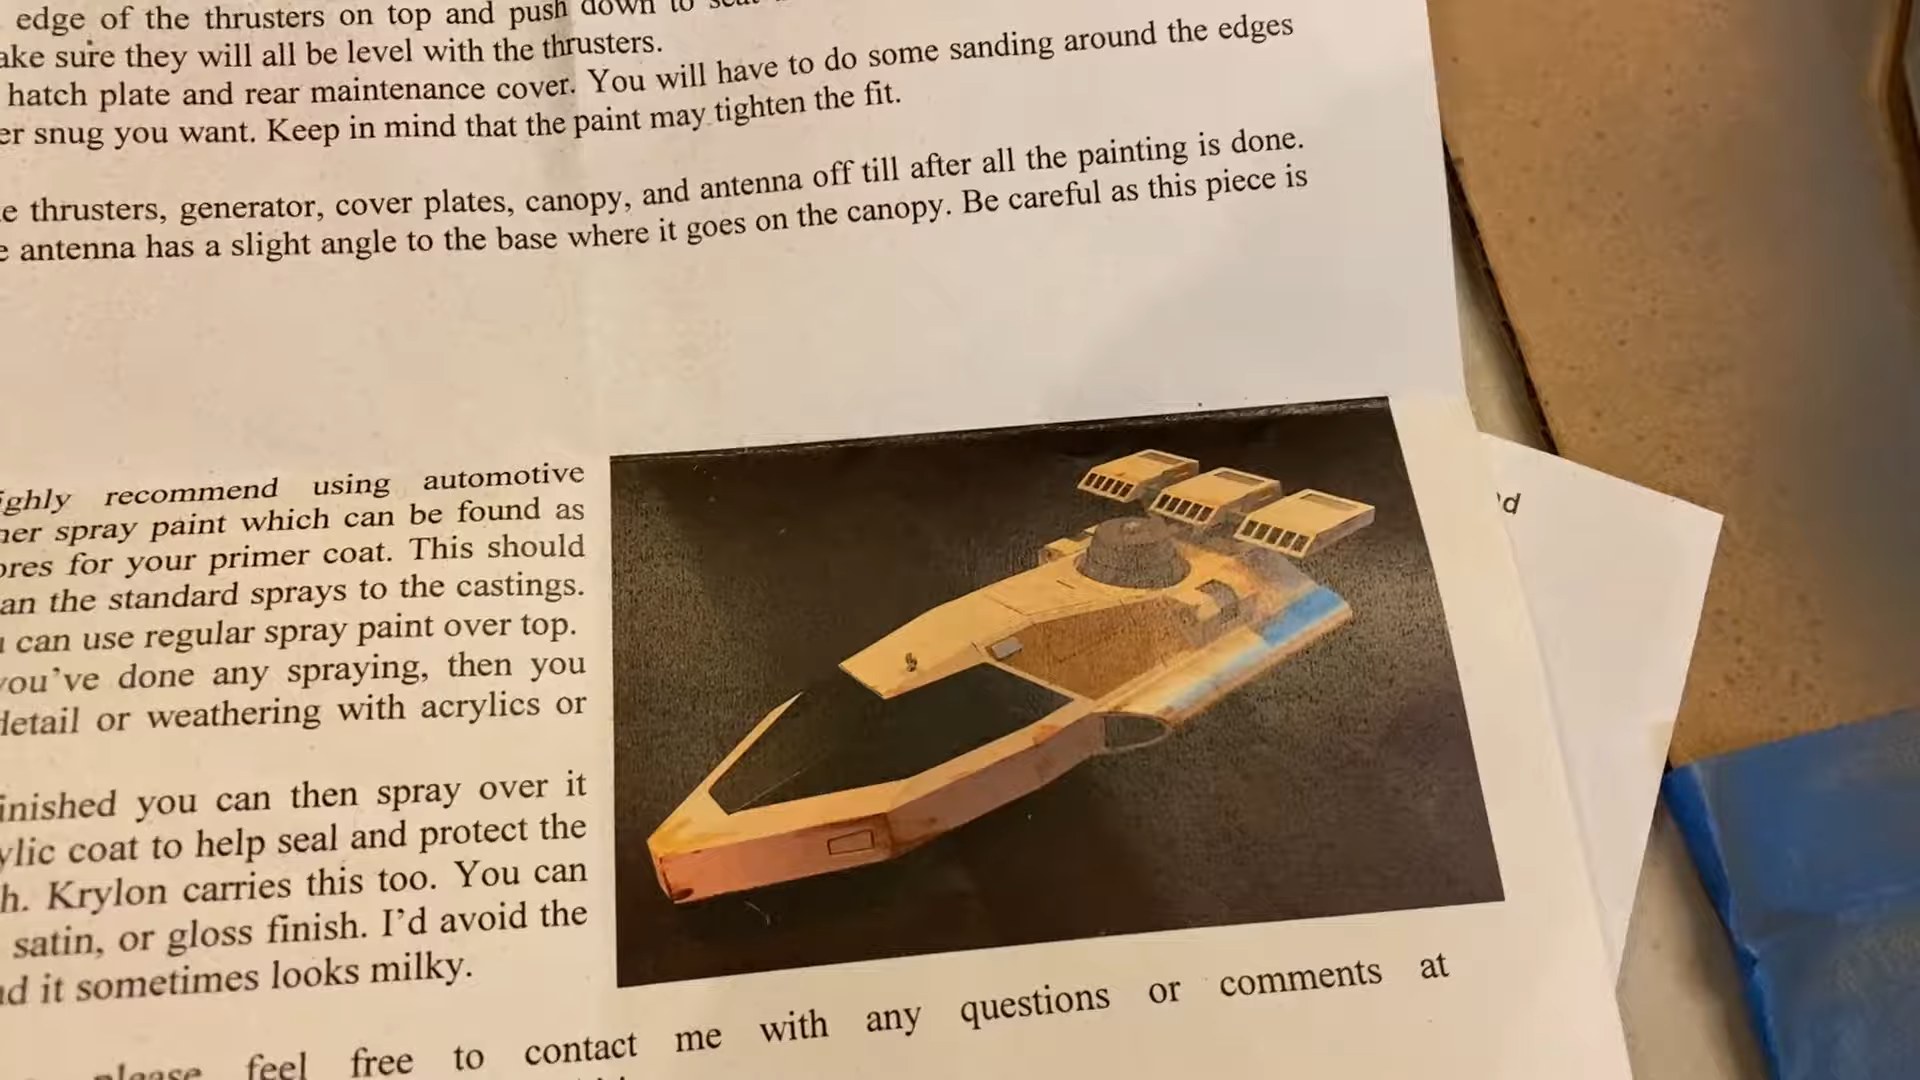 edge of the thrusters on top and push down to
ake sure they will all be level with the thrusters.
hatch plate and rear maintenance cover. You will have to do some sanding around the edges
er snug you want. Keep in mind that the paint may tighten the fit.
e thrusters, generator, cover plates, canopy, and antenna off till after all the painting is done.
e antenna has a slight angle to the base where it goes on the canopy. Be careful as this piece is
ighly recommend using automotive
ner spray paint which can be found as
ores for your primer coat. This should
an the standard sprays to the castings.
u can use regular spray paint over top.
you've done any spraying, then you
detail or weathering with acrylics or
inished you can then spray over it
ylic coat to help seal and protect the
h. Krylon carries this too. You can
satin, or gloss finish. I'd avoid the
nd it sometimes looks milky.
please feel free to contact me with any questions or comments at
d